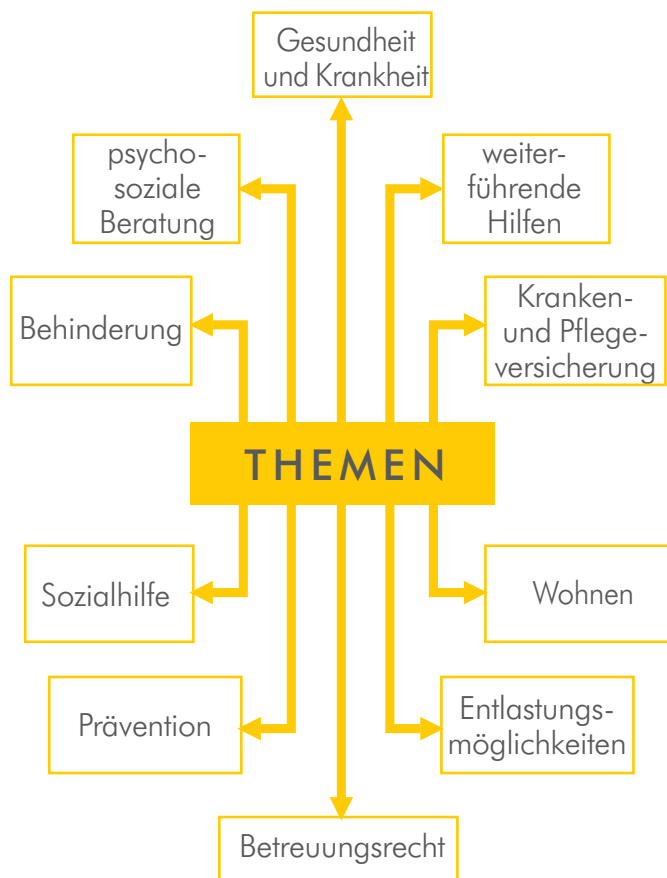 Gesundheit
und Krankheit
psycho-
soziale
Beratung
weiter-
führende
Hilfen
Behinderung
Kranken-
und Pflege-
versicherung
THEMEN
Sozialhilfe
Wohnen
Prävention
Entlastungs-
möglichkeiten
Betreuungsrecht